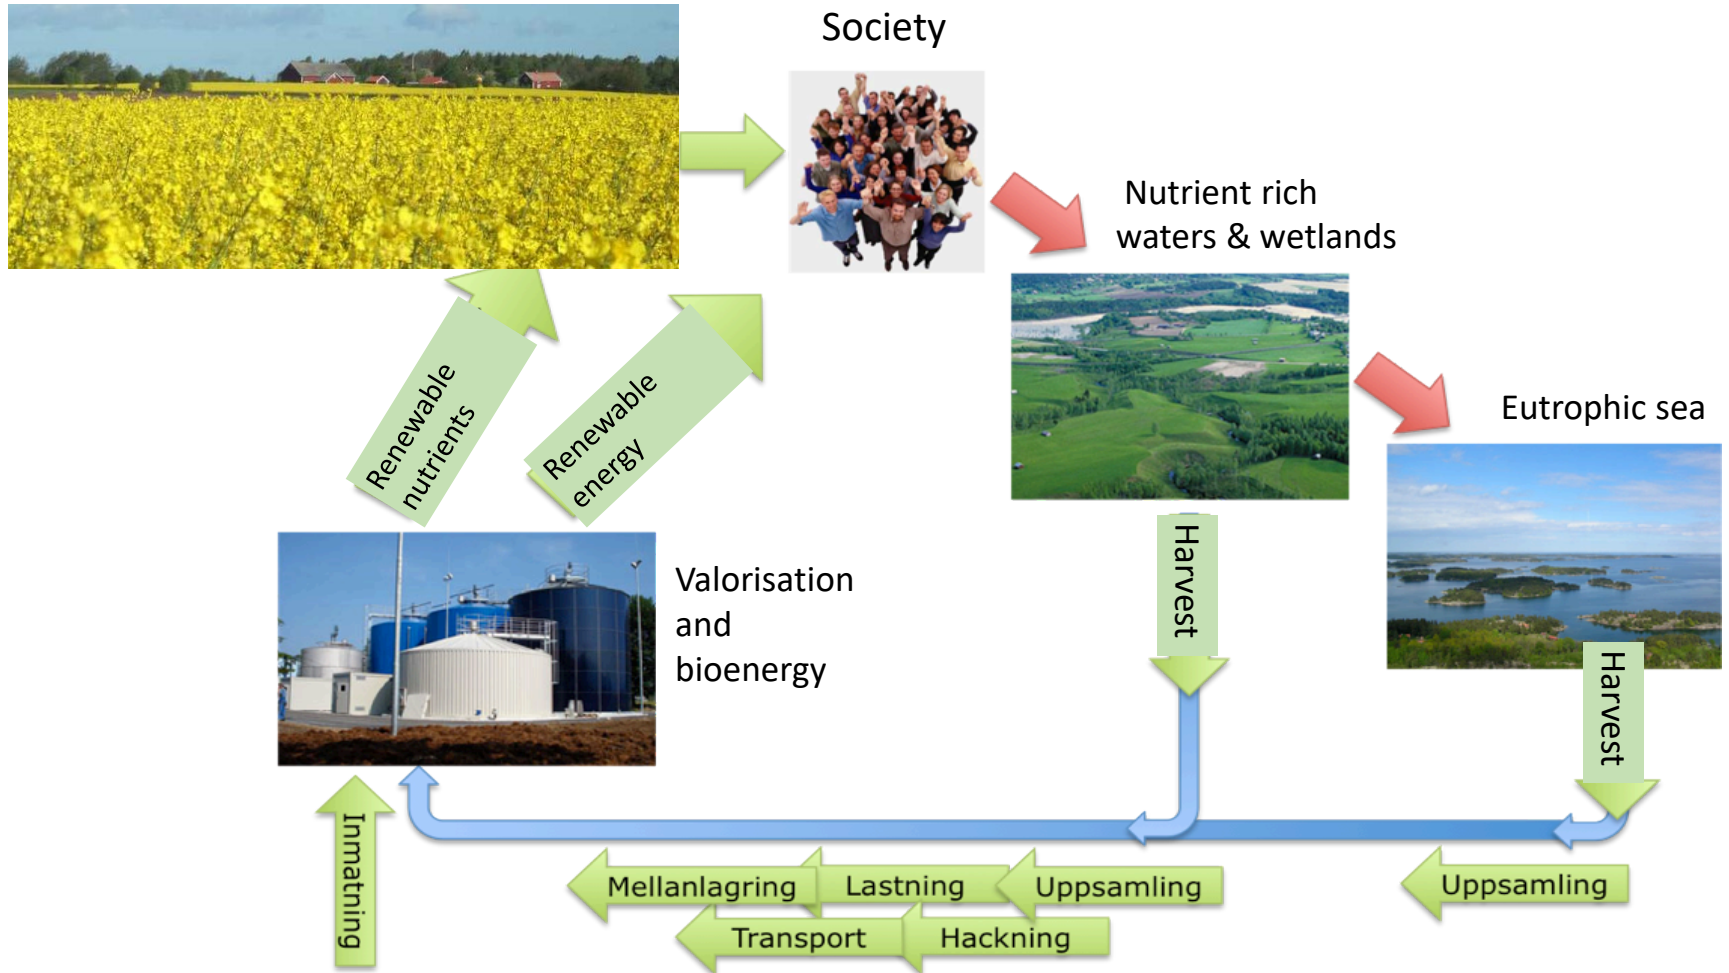 Society
Nutrient rich
waters & wetlands
Eutrophic sea
Renewable
nutrients
Renewable
energy
Valorisation
and
bioenergy
Harvest
Harvest
Inmatning
Mellanlagring
Lastning
Uppsamling
Uppsamling
Transport
Hackning